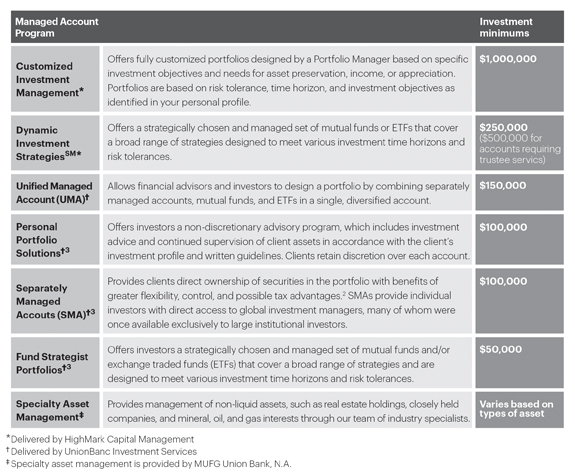 Managed Account
Program
Investment
minimums
Customized
Investment
Management*
Offers fully customized portfolios designed by a Portfolio Manager based on specific
investment objectives and needs for asset preservation, income, or appreciation.
Portfolios are based on risk tolerance, time horizon, and investment objectives as
identified in your personal profile.
$1,000,000
Dynamic
Investment
StrategiesSM*
Offers a strategically chosen and managed set of mutual funds or ETFs that cover
a broad range of strategies designed to meet various investment time horizons and
risk tolerances.
$250,000
($500,000 for
accounts requiring
trustee servics)
Unified Managed
Account (UMA)†
Allows financial advisors and investors to design a portfolio by combining separately
managed accounts, mutual funds, and ETFs in a single, diversified account.
$150,000
Personal
Portfolio
Solutions†3
Offers investors a non-discretionary advisory program, which includes investment
advice and continued supervision of client assets in accordance with the client's
investment profile and written guidelines. Clients retain discretion over each account.
$100,000
Separately
Managed
Accouts (SMA)†3
Provides clients direct ownership of securities in the portfolio with benefits of
greater flexibility, control, and possible tax advantages.2 SMAs provide individual
investors with direct access to global investment managers, many of whom were
once available exclusively to large institutional investors.
$100,000
Fund Strategist
Portfolios†3
Offers investors a strategically chosen and managed set of mutual funds and/or
exchange traded funds (ETFs) that cover a broad range of strategies and are
designed to meet various investment time horizons and risk tolerances.
$50,000
Specialty Asset
Management‡
Provides management of non-liquid assets, such as real estate holdings, closely held
companies, and mineral, oil, and gas interests through our team of industry specialists.
Varies based on
types of asset
*Delivered by HighMark Capital Management
†Delivered by UnionBanc Investment Services
‡ Specialty asset management is provided by MUFG Union Bank, N.A.